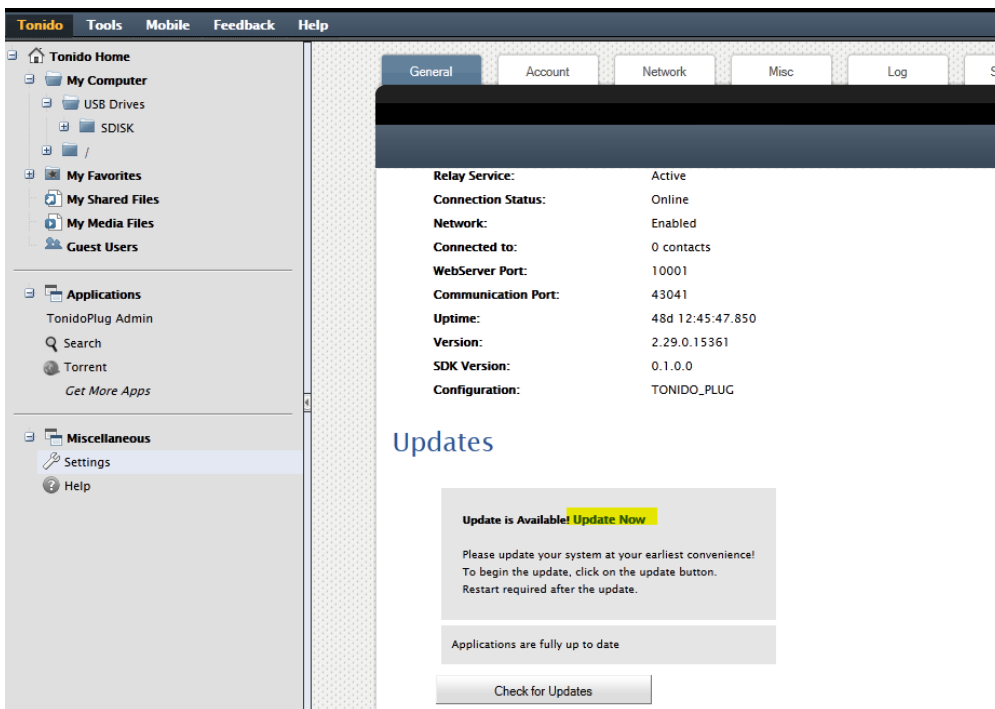 Tonido Tools Mobile Feedback Help
Tonido Home
My Computer
USB Drives
SDISK
/
My Favorites
My Shared Files
My Media Files
Guest Users
Applications
TonidoPlug Admin
Search
Torrent
Get More Apps
Miscellaneous
Settings
Help
General Account Network Misc Log S
Relay Service: Active
Connection Status: Online
Network: Enabled
Connected to: 0 contacts
WebServer Port: 10001
Communication Port: 43041
Uptime: 48d 12:45:47.850
Version: 2.29.0.15361
SDK Version: 0.1.0.0
Configuration: TONIDO_PLUG
Updates
Update is Available! Update Now
Please update your system at your earliest convenience!
To begin the update, click on the update button.
Restart required after the update.
Applications are fully up to date
Check for Updates